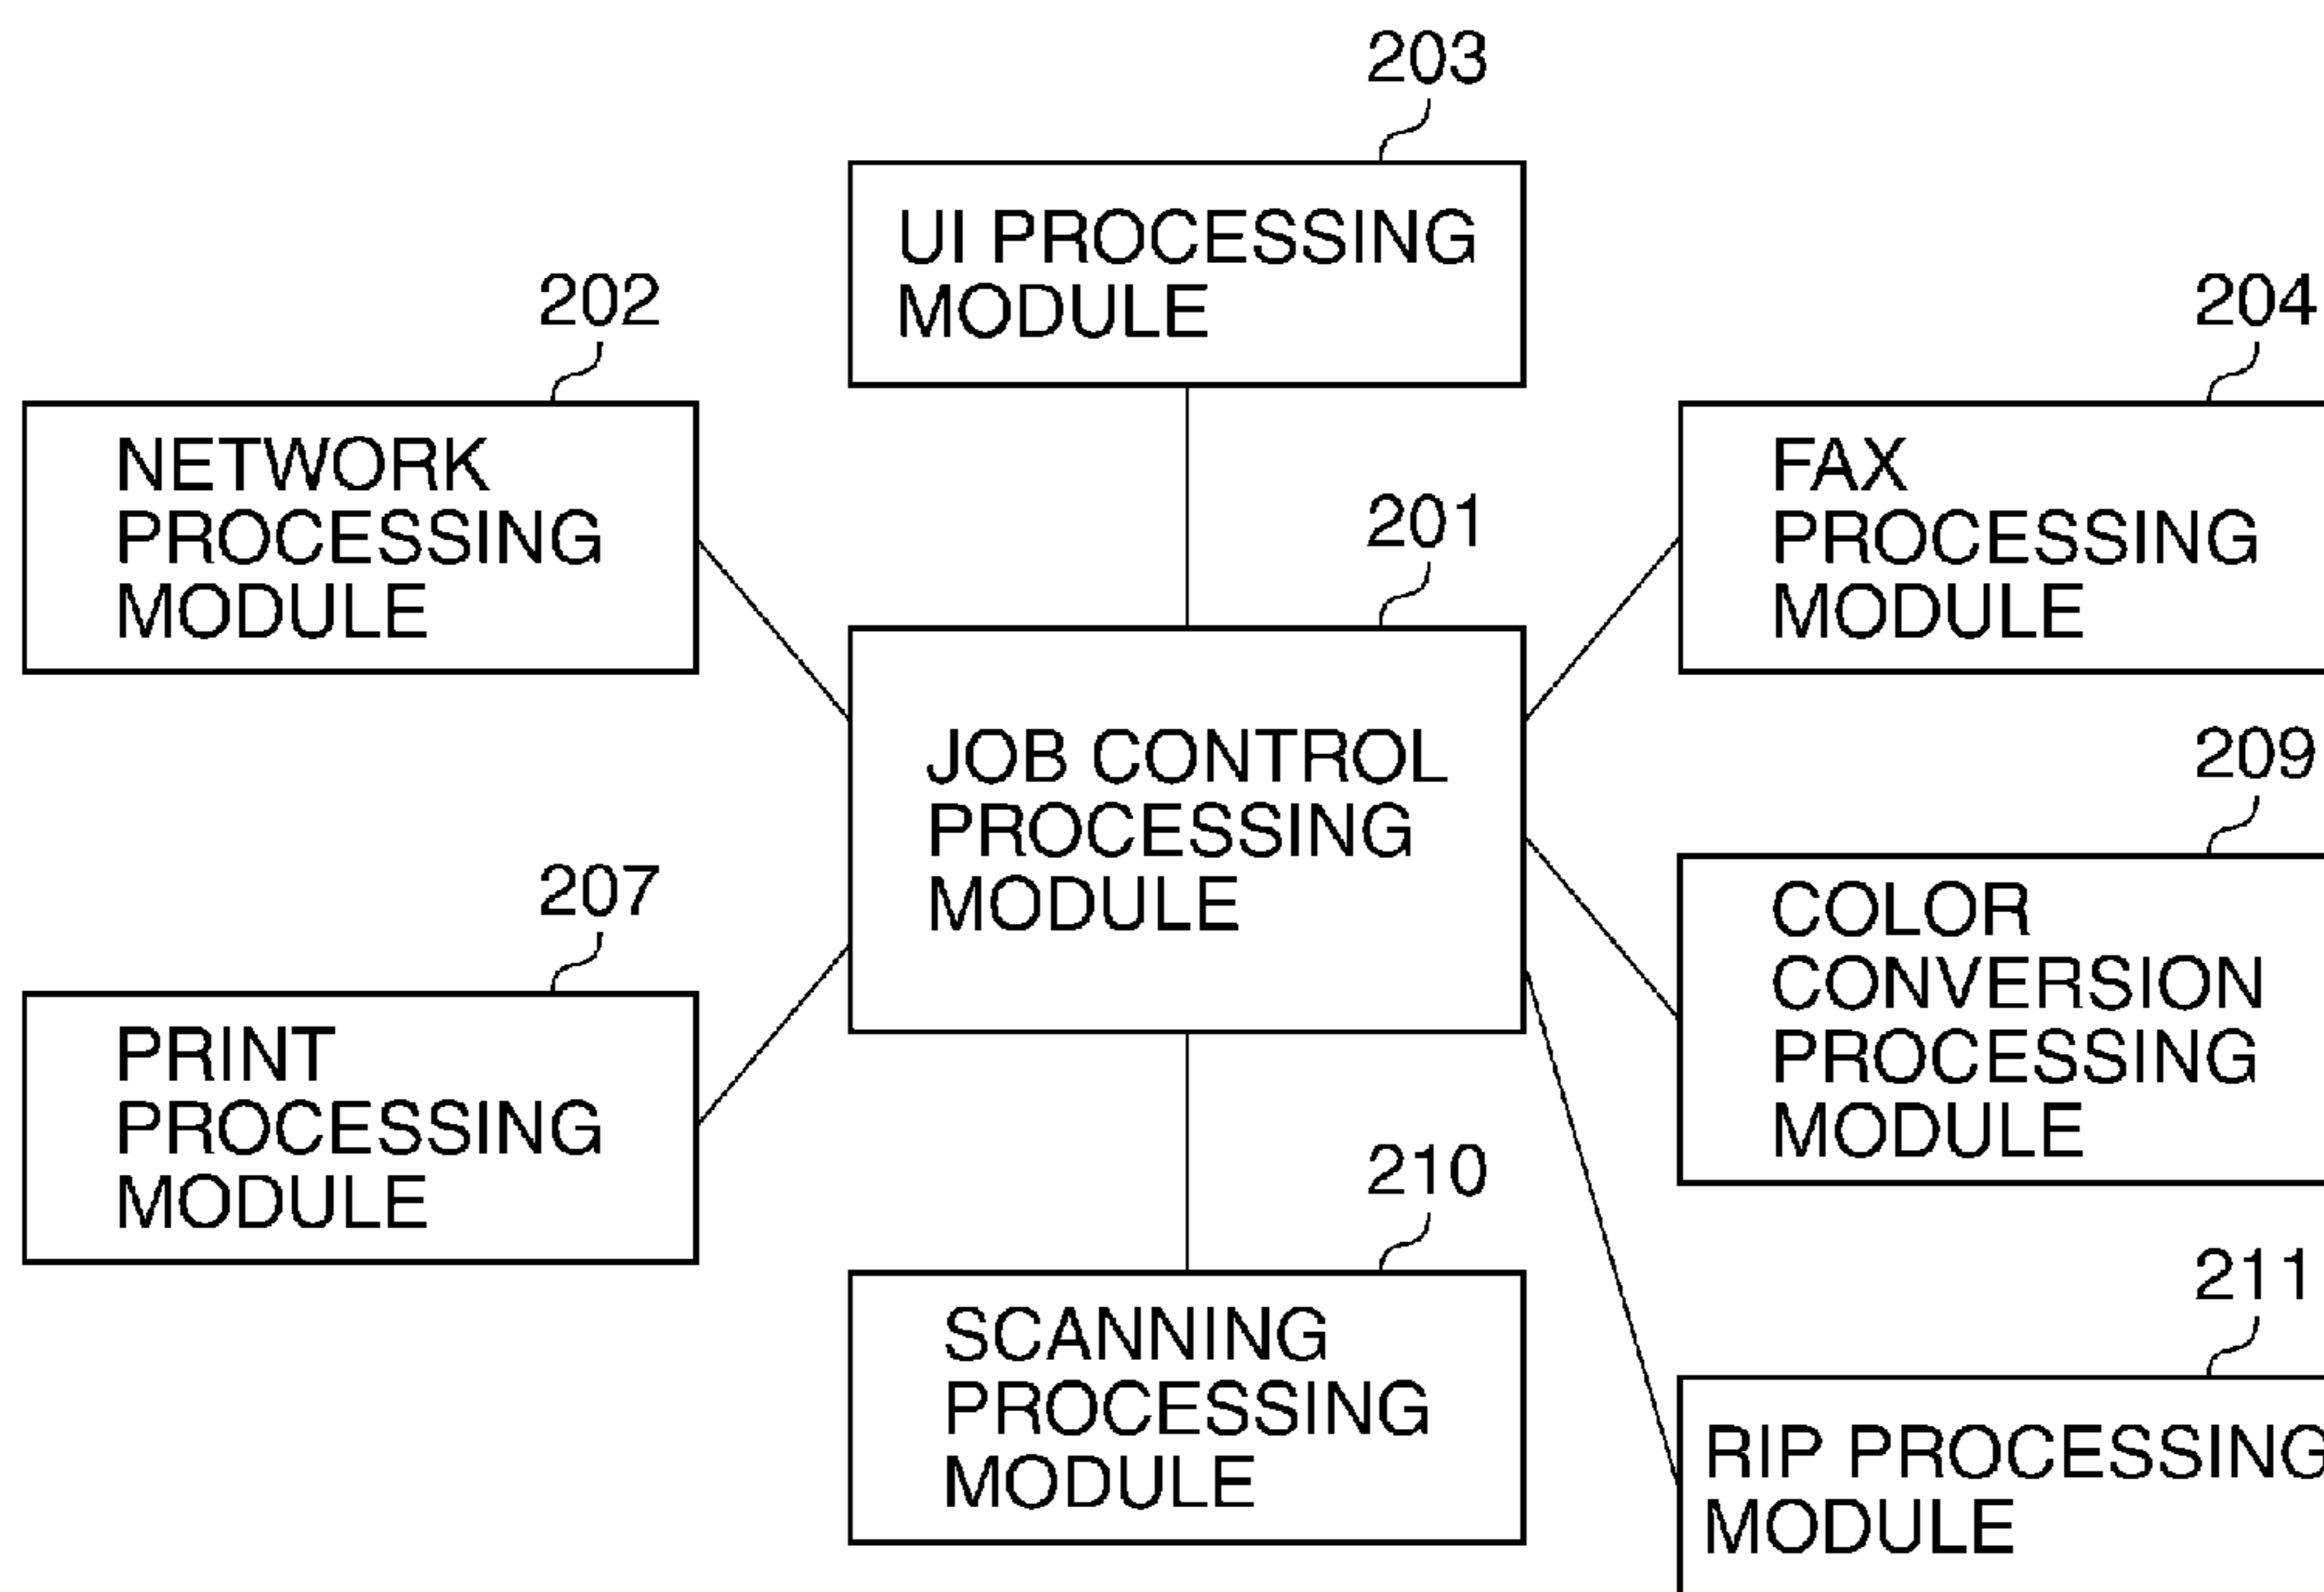 203
UI PROCESSING
MODULE
202
NETWORK
PROCESSING
MODULE
204
FAX
PROCESSING
MODULE
201
JOB CONTROL
PROCESSING
MODULE
209
COLOR
CONVERSION
PROCESSING
MODULE
207
PRINT
PROCESSING
MODULE
210
SCANNING
PROCESSING
MODULE
211
RIP PROCESSING
MODULE